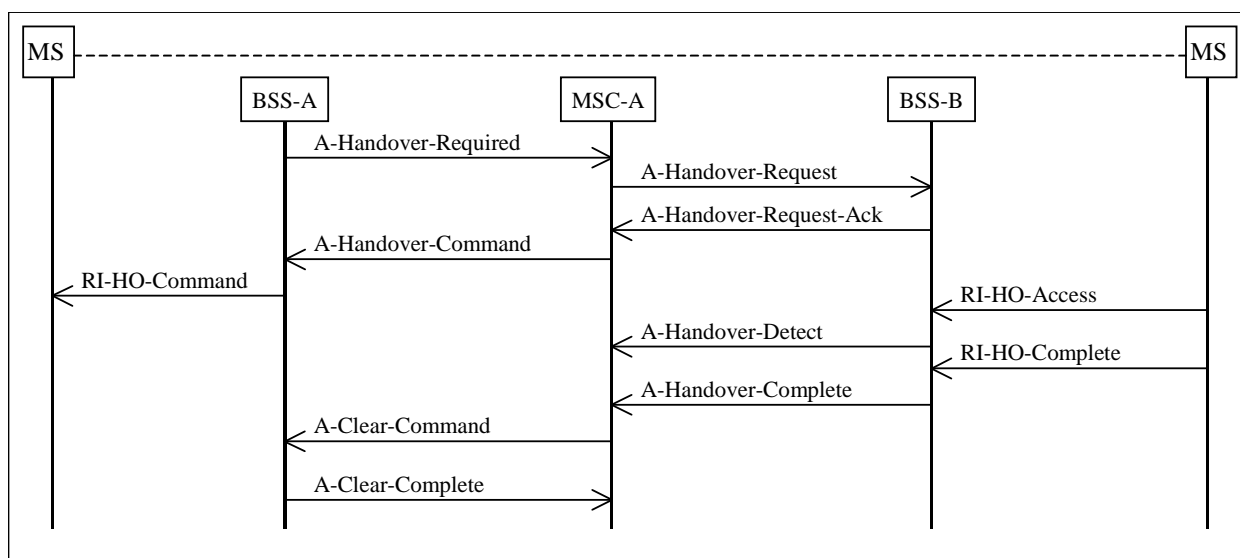 MS
MS
BSS-A
MSC-A
BSS-B
A-Handover-Required
A-Handover-Request
A-Handover-Request-Ack
A-Handover-Command
RI-HO-Command
RI-HO-Access
A-Handover-Detect
RI-HO-Complete
A-Handover-Complete
A-Clear-Command
A-Clear-Complete